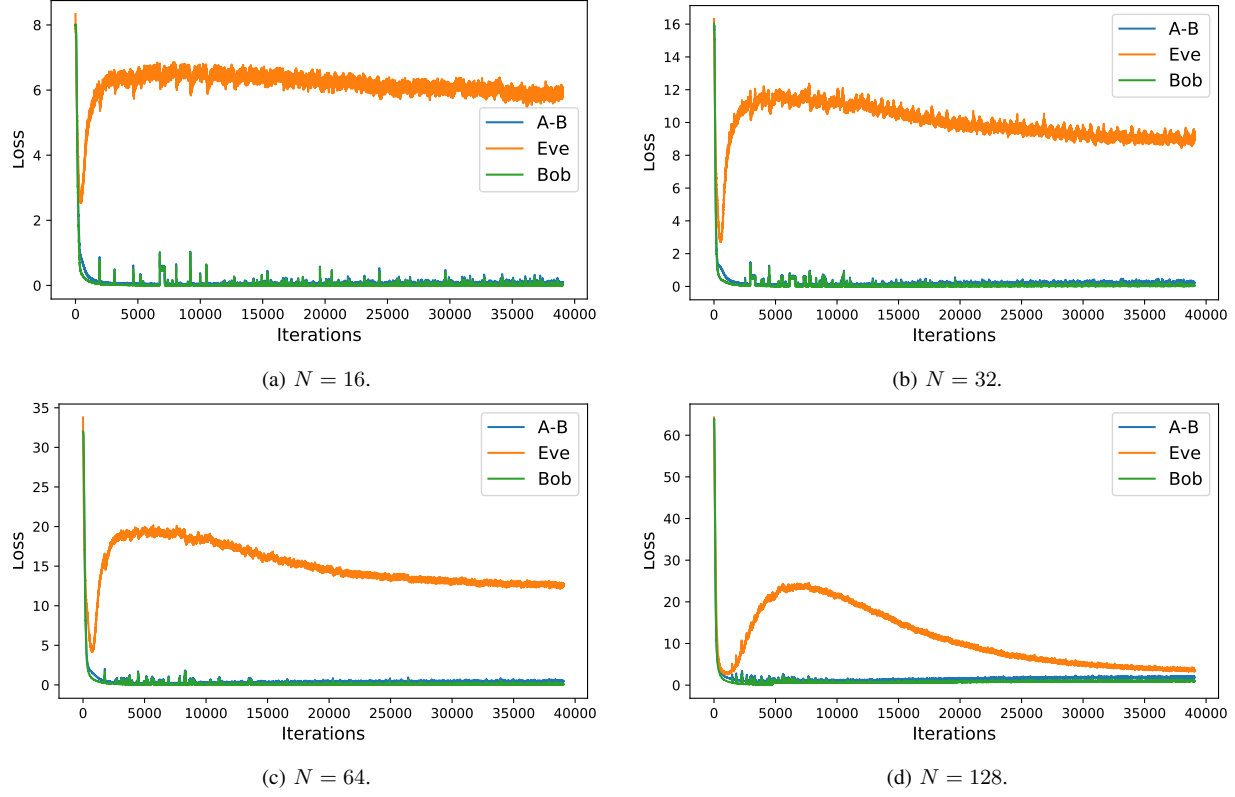 8
6
4
2
0
Loss
A-B
Eve
Bob
0 5000 10000 15000 20000 25000 30000 35000 40000
Iterations
(a) N = 16.
16
14
12
10
8
6
4
2
0
Loss
A-B
Eve
Bob
0 5000 10000 15000 20000 25000 30000 35000 40000
Iterations
(b) N = 32.
35
30
25
20
15
10
5
0
Loss
A-B
Eve
Bob
0 5000 10000 15000 20000 25000 30000 35000 40000
Iterations
(c) N = 64.
60
50
40
30
20
10
0
Loss
A-B
Eve
Bob
0 5000 10000 15000 20000 25000 30000 35000 40000
Iterations
(d) N = 128.